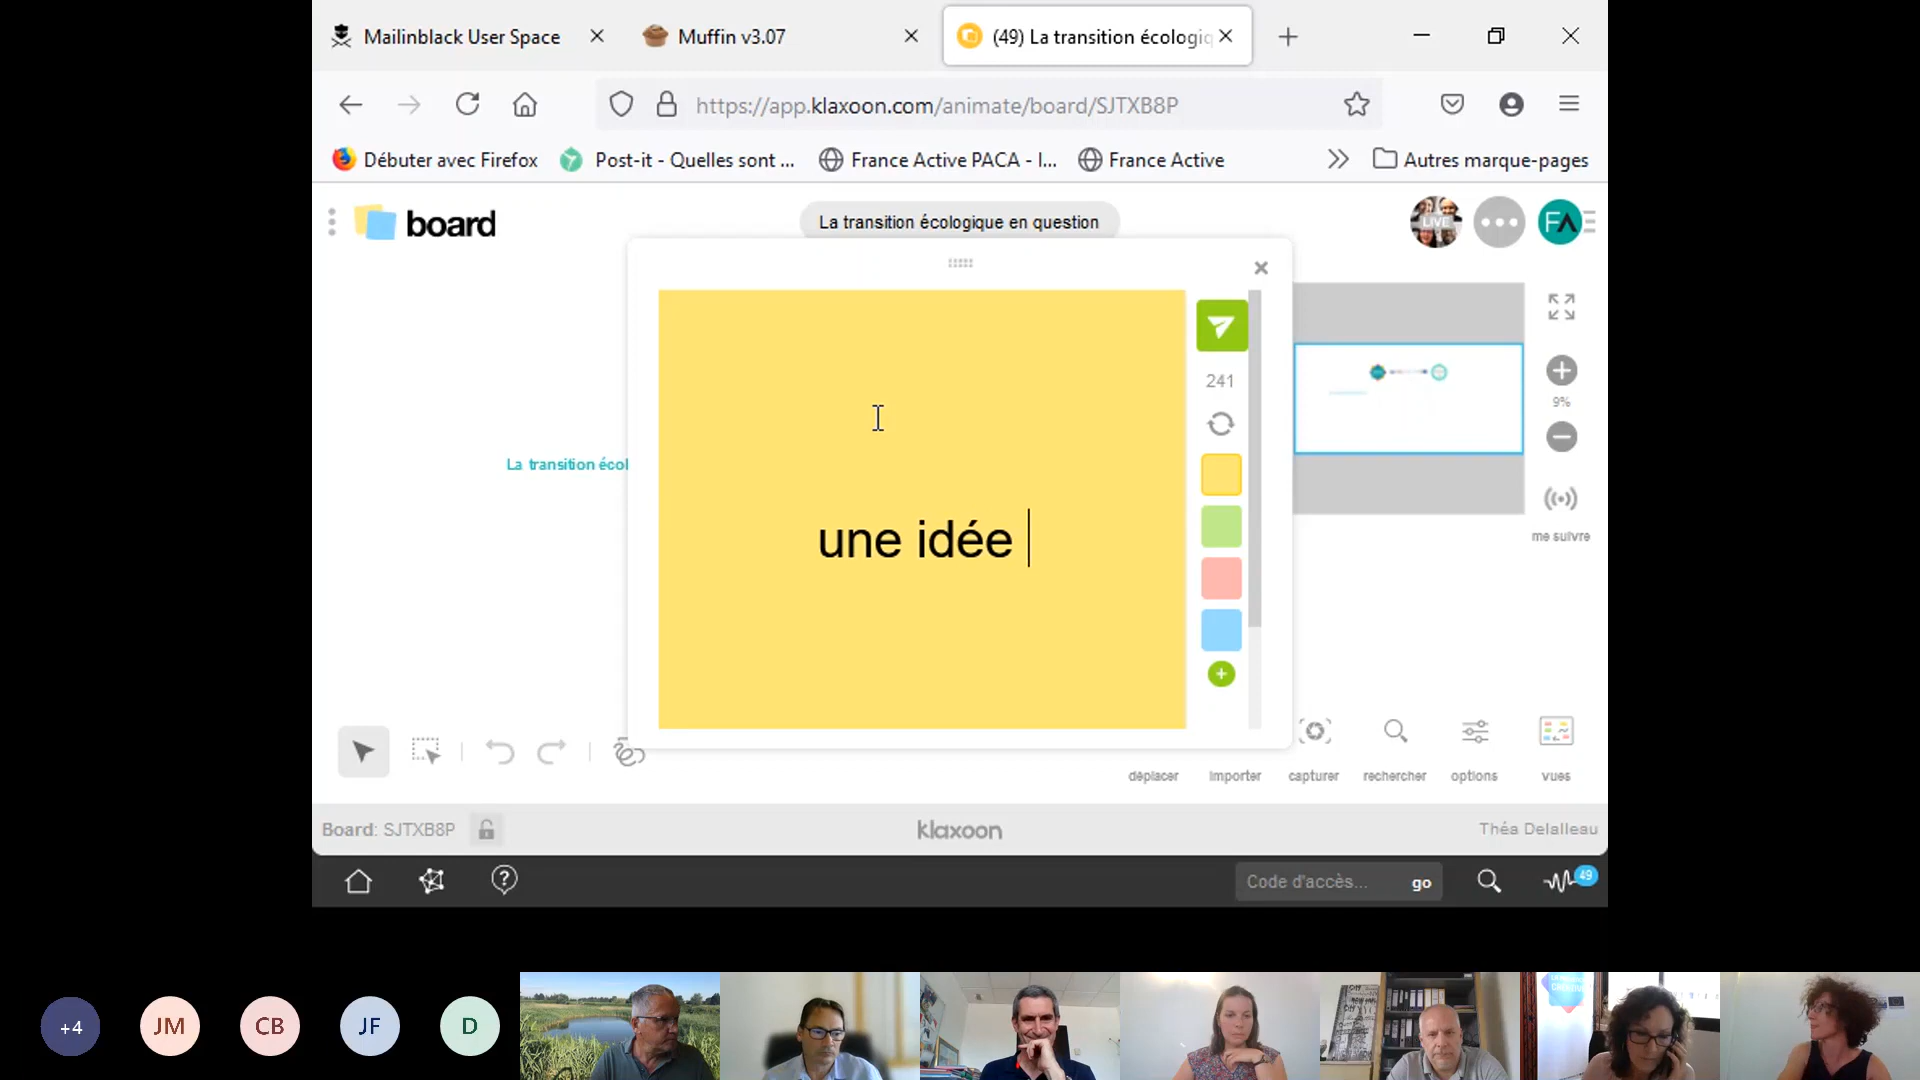 Mailinblack User Space
Muffin v3.07
(49) La transition écologiq
https://app.klaxoon.com/animate/board/SJTXB8P
Débuter avec Firefox
Post-it - Quelles sont ...
France Active PACA - I...
France Active
Autres marque-pages
board
La transition écologique en question
LIVE
FA
241
une idée
La transition écol
9%
me suivre
déplacer
importer
capturer
rechercher
options
vues
Board: SJTXB8P
klaxoon
Théa Delalleau
Code d'accès...
go
49
+4
JM
CB
JF
D